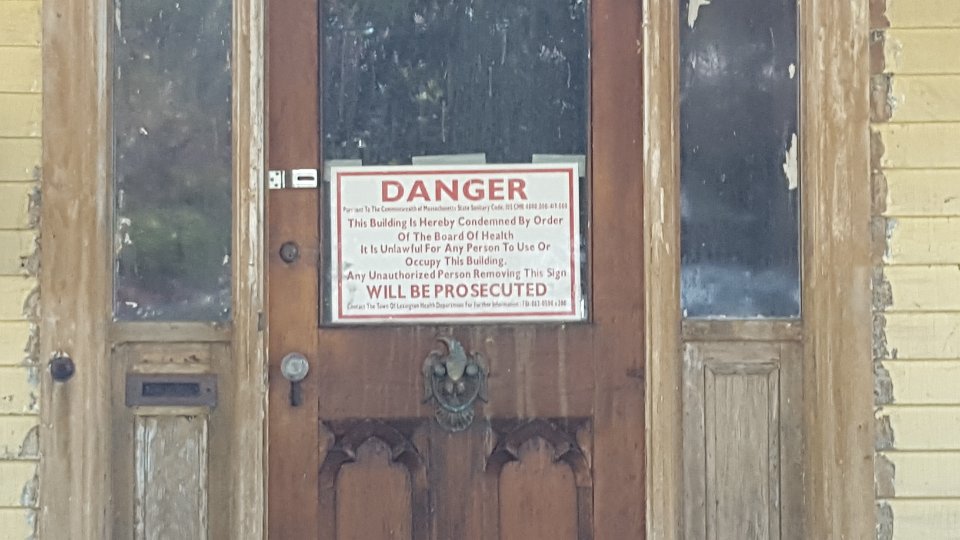 DANGER
Pursuant To The Commonwealth of Massachusetts State Sanitary Code, 105 CMR
This Building Is Hereby Condemned By Order
Of The Board Of Health
It Is Unlawful For Any Person To Use Or
Occupy This Building.
Any Unauthorized Person Removing This Sign
WILL BE PROSECUTED
Contact The Town Of Lexington Health Department For Further Information